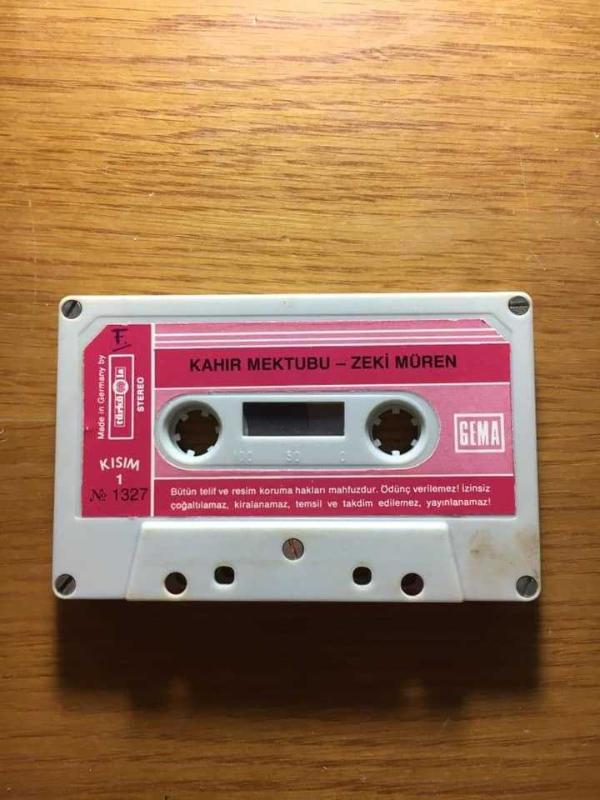 F.
Made in Germany by
türküola
STEREO
KISIM
1
№ 1327
KAHIR MEKTUBU – ZEKİ MÜREN
100 50 0
GEMA
Bütün telif ve resim koruma hakları mahfuzdur. Ödünç verilemez! İzinsiz
çoğaltılamaz, kiralanamaz, temsil ve takdim edilemez, yayınlanamaz!